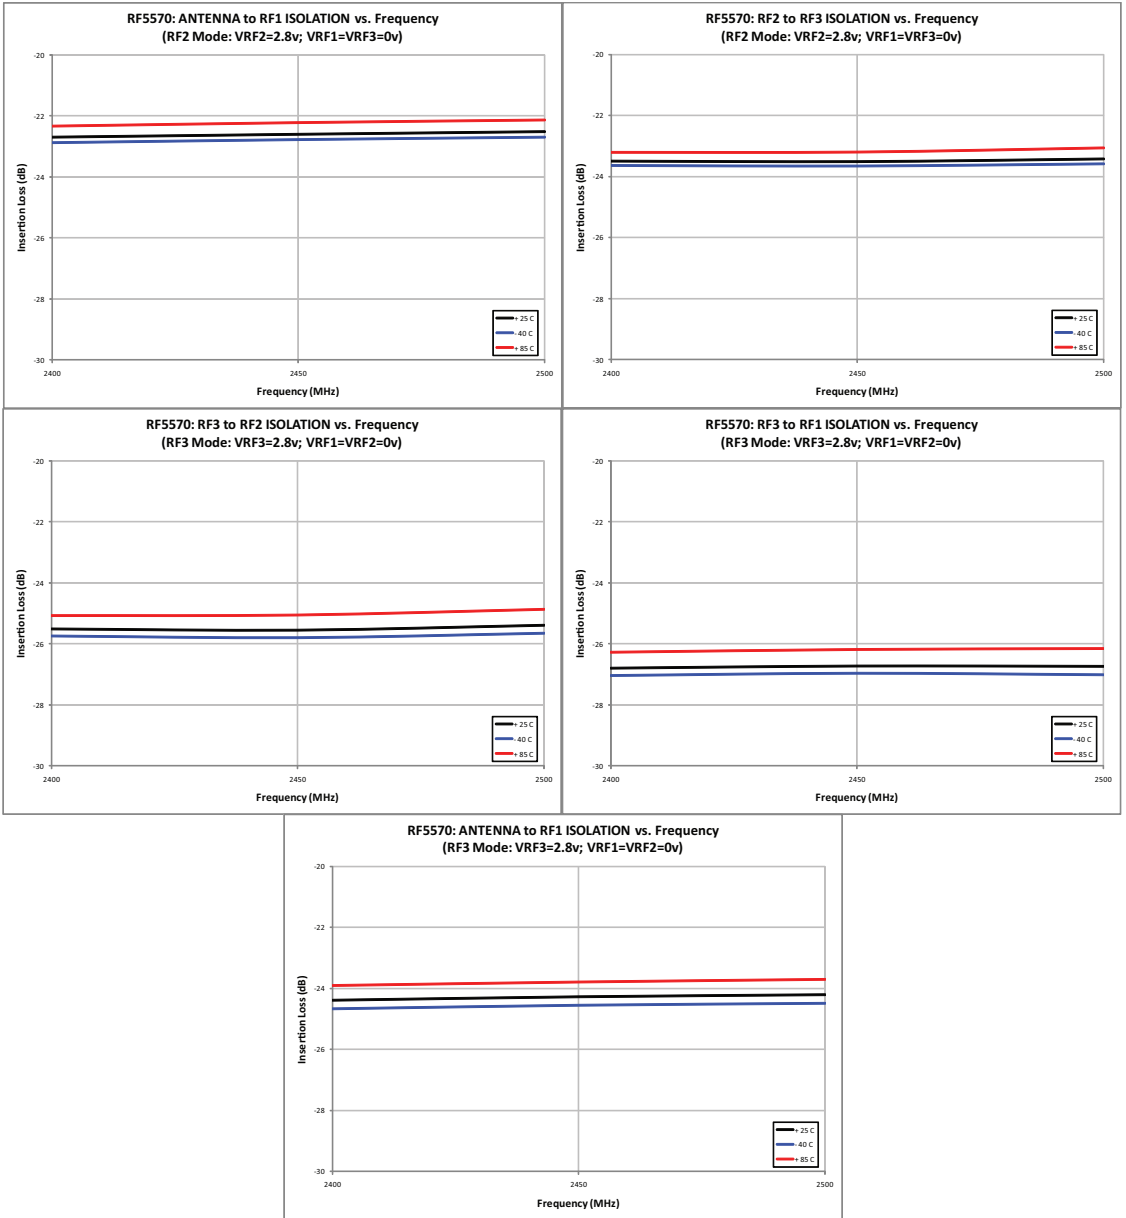 RF5570: ANTENNA to RF1 ISOLATION vs. Frequency
(RF2 Mode: VRF2=2.8v; VRF1=VRF3=0v)
-20
-22
-24
-26
-28
-30
Insertion Loss (dB)
2400
2450
2500
Frequency (MHz)
+ 25 C
- 40 C
+ 85 C
RF5570: RF2 to RF3 ISOLATION vs. Frequency
(RF2 Mode: VRF2=2.8v; VRF1=VRF3=0v)
-20
-22
-24
-26
-28
-30
Insertion Loss (dB)
2400
2450
2500
Frequency (MHz)
+ 25 C
- 40 C
+ 85 C
RF5570: RF3 to RF2 ISOLATION vs. Frequency
(RF3 Mode: VRF3=2.8v; VRF1=VRF2=0v)
-20
-22
-24
-26
-28
-30
Insertion Loss (dB)
2400
2450
2500
Frequency (MHz)
+ 25 C
- 40 C
+ 85 C
RF5570: RF3 to RF1 ISOLATION vs. Frequency
(RF3 Mode: VRF3=2.8v; VRF1=VRF2=0v)
-20
-22
-24
-26
-28
-30
Insertion Loss (dB)
2400
2450
2500
Frequency (MHz)
+ 25 C
- 40 C
+ 85 C
RF5570: ANTENNA to RF1 ISOLATION vs. Frequency
(RF3 Mode: VRF3=2.8v; VRF1=VRF2=0v)
-20
-22
-24
-26
-28
-30
Insertion Loss (dB)
2400
2450
2500
Frequency (MHz)
+ 25 C
- 40 C
+ 85 C